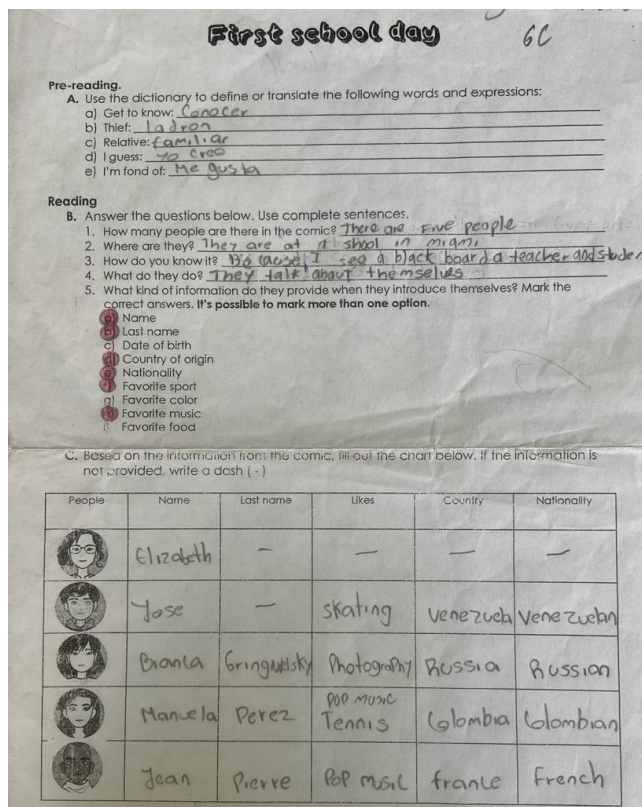 First school day 6C
Pre-reading.
A. Use the dictionary to define or translate the following words and expressions:
a) Get to know: Conocer
b) Thief: ladron
c) Relative: familiar
d) I guess: yo creo
e) I'm fond of: Me gusta
Reading
B. Answer the questions below. Use complete sentences.
1. How many people are there in the comic? There are Five people
2. Where are they? They are at a shool in miami
3. How do you know it? Be cause I see a black board a teacher and studen
4. What do they do? They talk about themselves
5. What kind of information do they provide when they introduce themselves? Mark the
correct answers. It's possible to mark more than one option.
a) Name
b) Last name
c) Date of birth
d) Country of origin
e) Nationality
f) Favorite sport
g) Favorite color
h) Favorite music
i) Favorite food
C. Based on the information from the comic, fill out the chart below. If the information is
not provided, write a dash ( - )
People Name Last name Likes Country Nationality
Elizabeth - - - -
Jose - skating Venezuela Venezuelan
Bianca Gringuelsky Photography Russia Russian
Manuela Perez Pop music Tennis Colombia Colombian
Jean Pierre Pop music france French